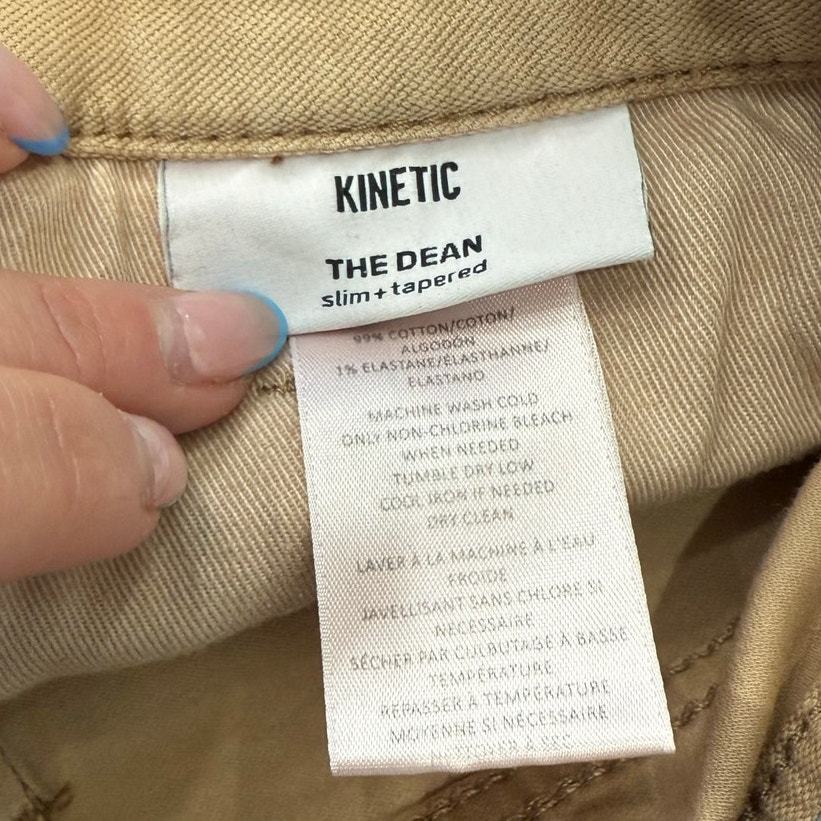 KINETIC
THE DEAN
slim+tapered
99% COTTON/COTON/
ALGODÓN
1% ELASTANE/ÉLASTHANNE/
ELASTANO
MACHINE WASH COLD
ONLY NON-CHLORINE BLEACH
WHEN NEEDED
TUMBLE DRY LOW
COOL IRON IF NEEDED
DRY CLEAN
LAVER À LA MACHINE À L'EAU
FROIDE
JAVELLISANT SANS CHLORE SI
NÉCESSAIRE
SÉCHER PAR CULBUTAGE À BASSE
TEMPÉRATURE
REPASSER À TEMPÉRATURE
MOYENNE SI NÉCESSAIRE
NETTOYER À SEC